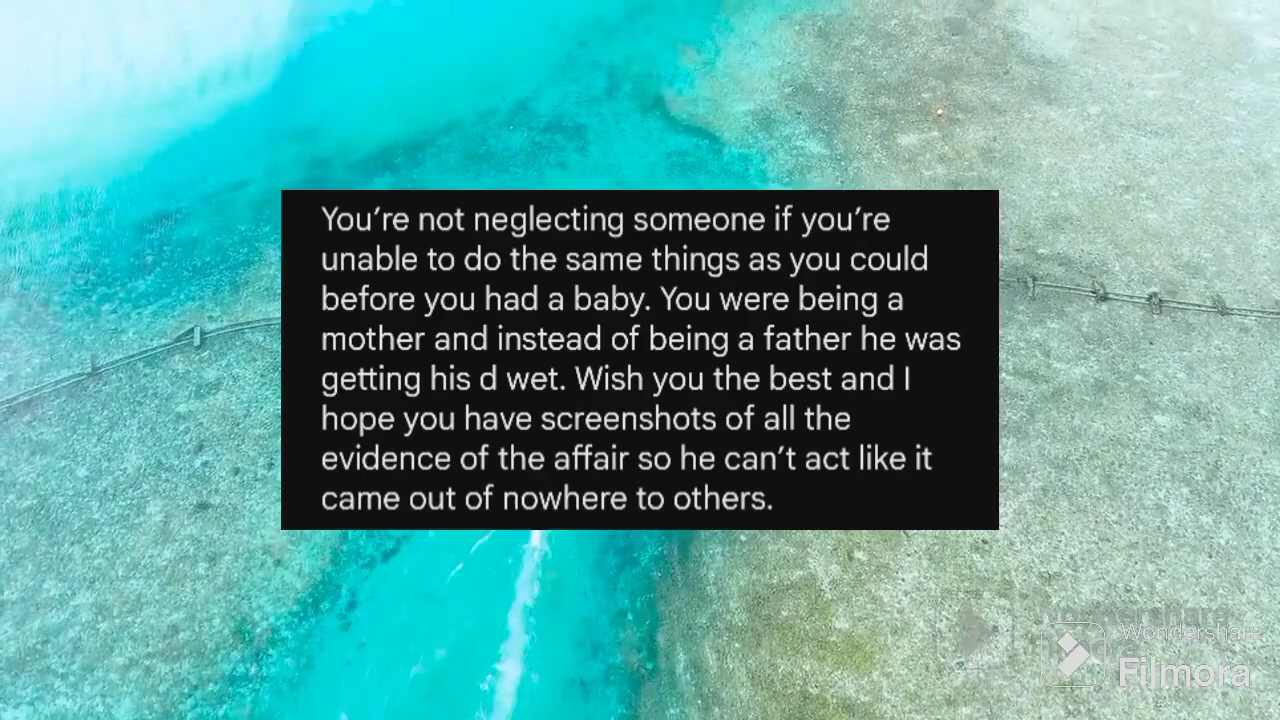 You’re not neglecting someone if you’re
unable to do the same things as you could
before you had a baby. You were being a
mother and instead of being a father he was
getting his d wet. Wish you the best and I
hope you have screenshots of all the
evidence of the affair so he can’t act like it
came out of nowhere to others.
Wondershare
Wondershare
Filmora